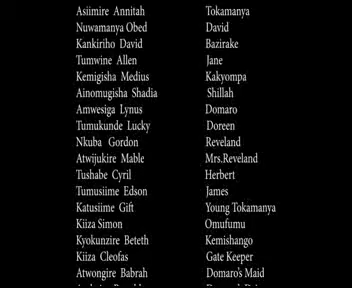 Asiimire Annitah Tokamanya
Nuwamanya Obed David
Kankiriho David Bazirake
Tumwine Allen Jane
Kemigisha Medius Kakyompa
Ainomugisha Shadia Shillah
Amwesiga Lynus Domaro
Tumukunde Lucky Doreen
Nkuba Gordon Reveland
Atwijukire Mable Mrs.Reveland
Tushabe Cyril Herbert
Tumusiime Edson James
Katusiime Gift Young Tokamanya
Kiiza Simon Omufumu
Kyokunzire Beteth Kemishango
Kiiza Cleofas Gate Keeper
Atwongire Babrah Domaro's Maid